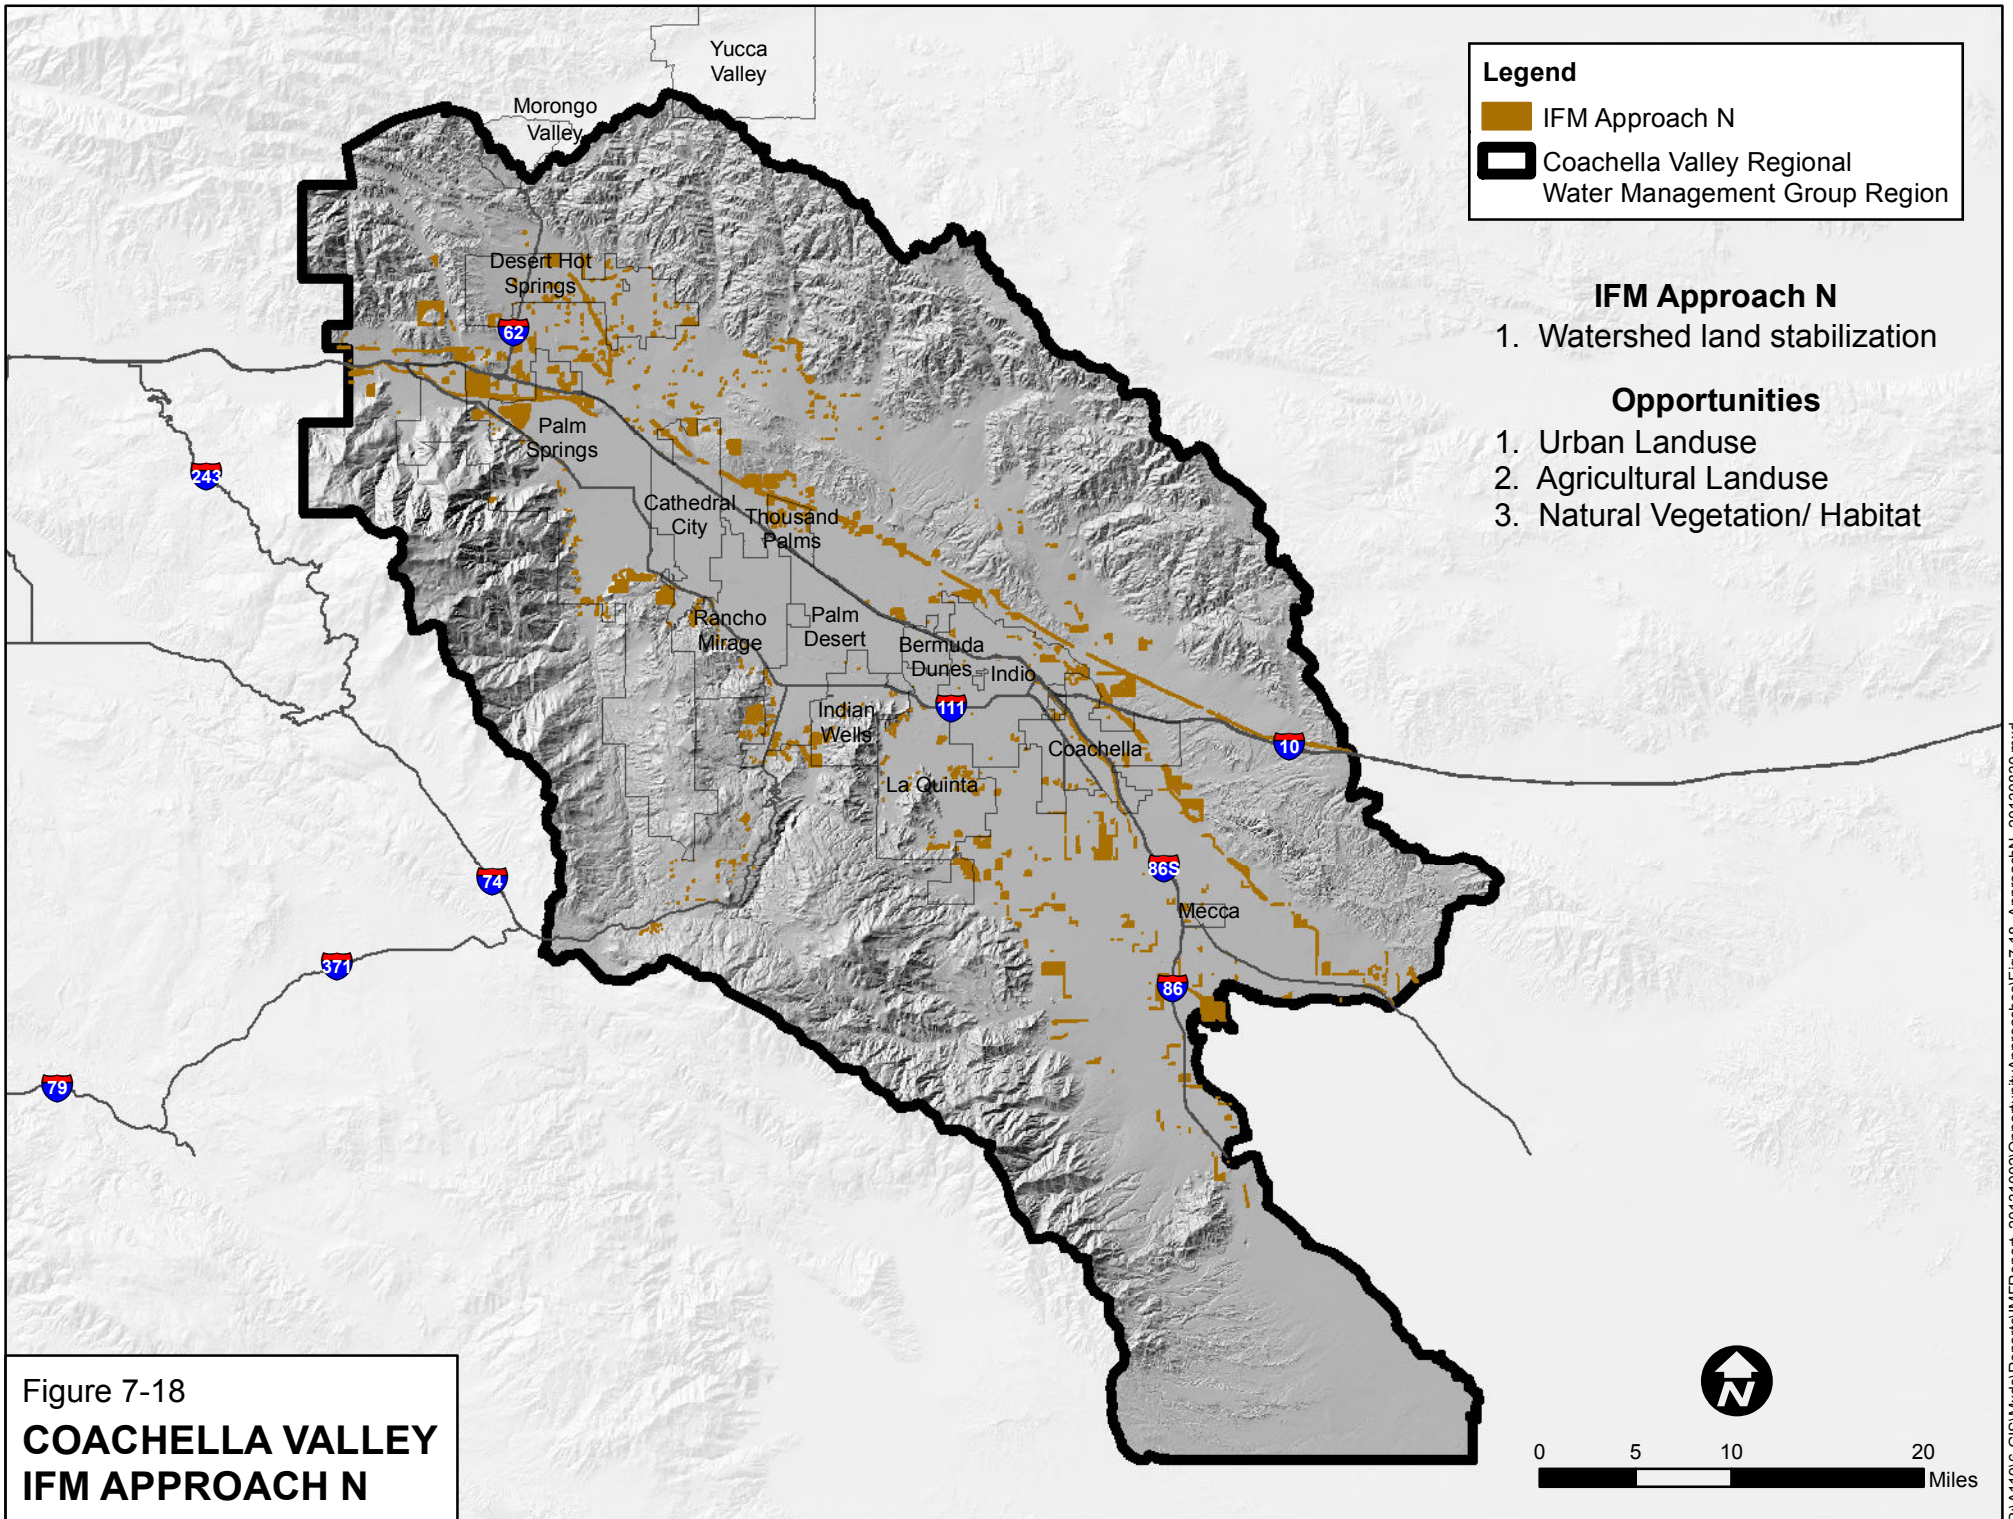 Yucca
Valley
Morongo
Valley
Legend
IFM Approach N
Coachella Valley Regional
Water Management Group Region
IFM Approach N
1. Watershed land stabilization
Opportunities
1. Urban Landuse
2. Agricultural Landuse
3. Natural Vegetation/ Habitat
Desert Hot
Springs
62
Palm
Springs
243
Cathedral
City
Thousand
Palms
Rancho
Mirage
Palm
Desert
Bermuda
Dunes
Indio
Indian
Wells
111
Coachella
10
La Quinta
74
86S
Mecca
371
86
79
Figure 7-18
COACHELLA VALLEY
IFM APPROACH N
N
0 5 10 20
Miles